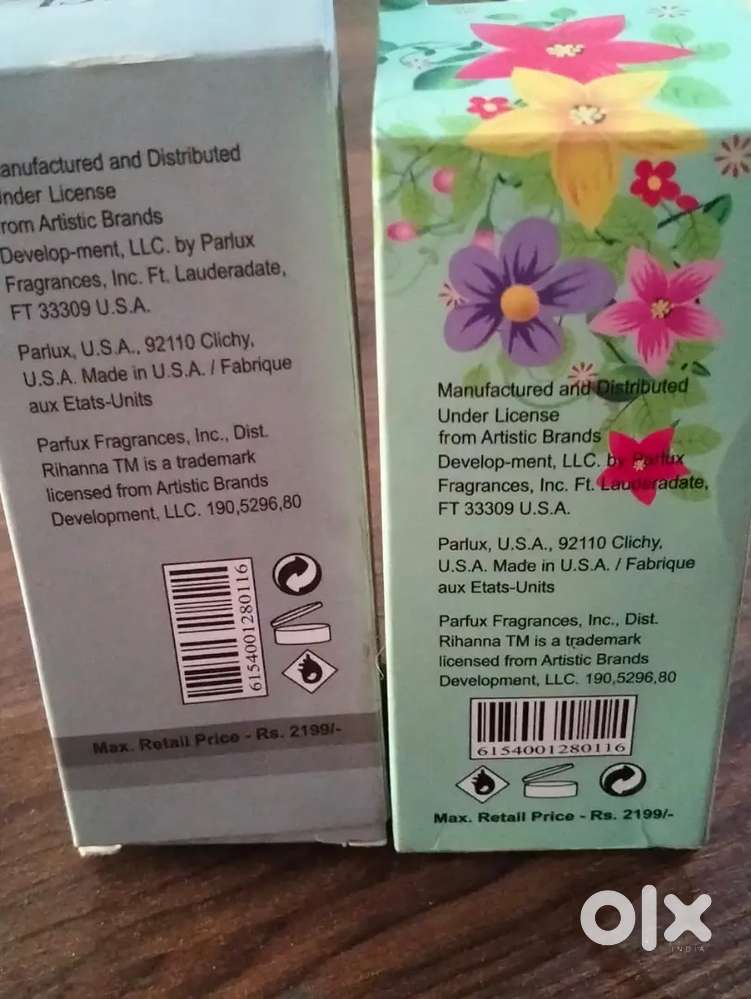 anufactured and Distributed
Under License
rom Artistic Brands
Develop-ment, LLC. by Parlux
Fragrances, Inc. Ft. Lauderadate,
FT 33309 U.S.A.
Parlux, U.S.A., 92110 Clichy,
U.S.A. Made in U.S.A. / Fabrique
aux Etats-Units
Parfux Fragrances, Inc., Dist.
Rihanna TM is a trademark
licensed from Artistic Brands
Development, LLC. 190,5296,80
6154001280116
Max. Retail Price - Rs. 2199/-
Manufactured and Distributed
Under License
from Artistic Brands
Develop-ment, LLC. by Parlux
Fragrances, Inc. Ft. Lauderadate,
FT 33309 U.S.A.
Parlux, U.S.A., 92110 Clichy,
U.S.A. Made in U.S.A. / Fabrique
aux Etats-Units
Parfux Fragrances, Inc., Dist.
Rihanna TM is a trademark
licensed from Artistic Brands
Development, LLC. 190,5296,80
6154001280116
Max. Retail Price - Rs. 2199/-
olx
INDIA